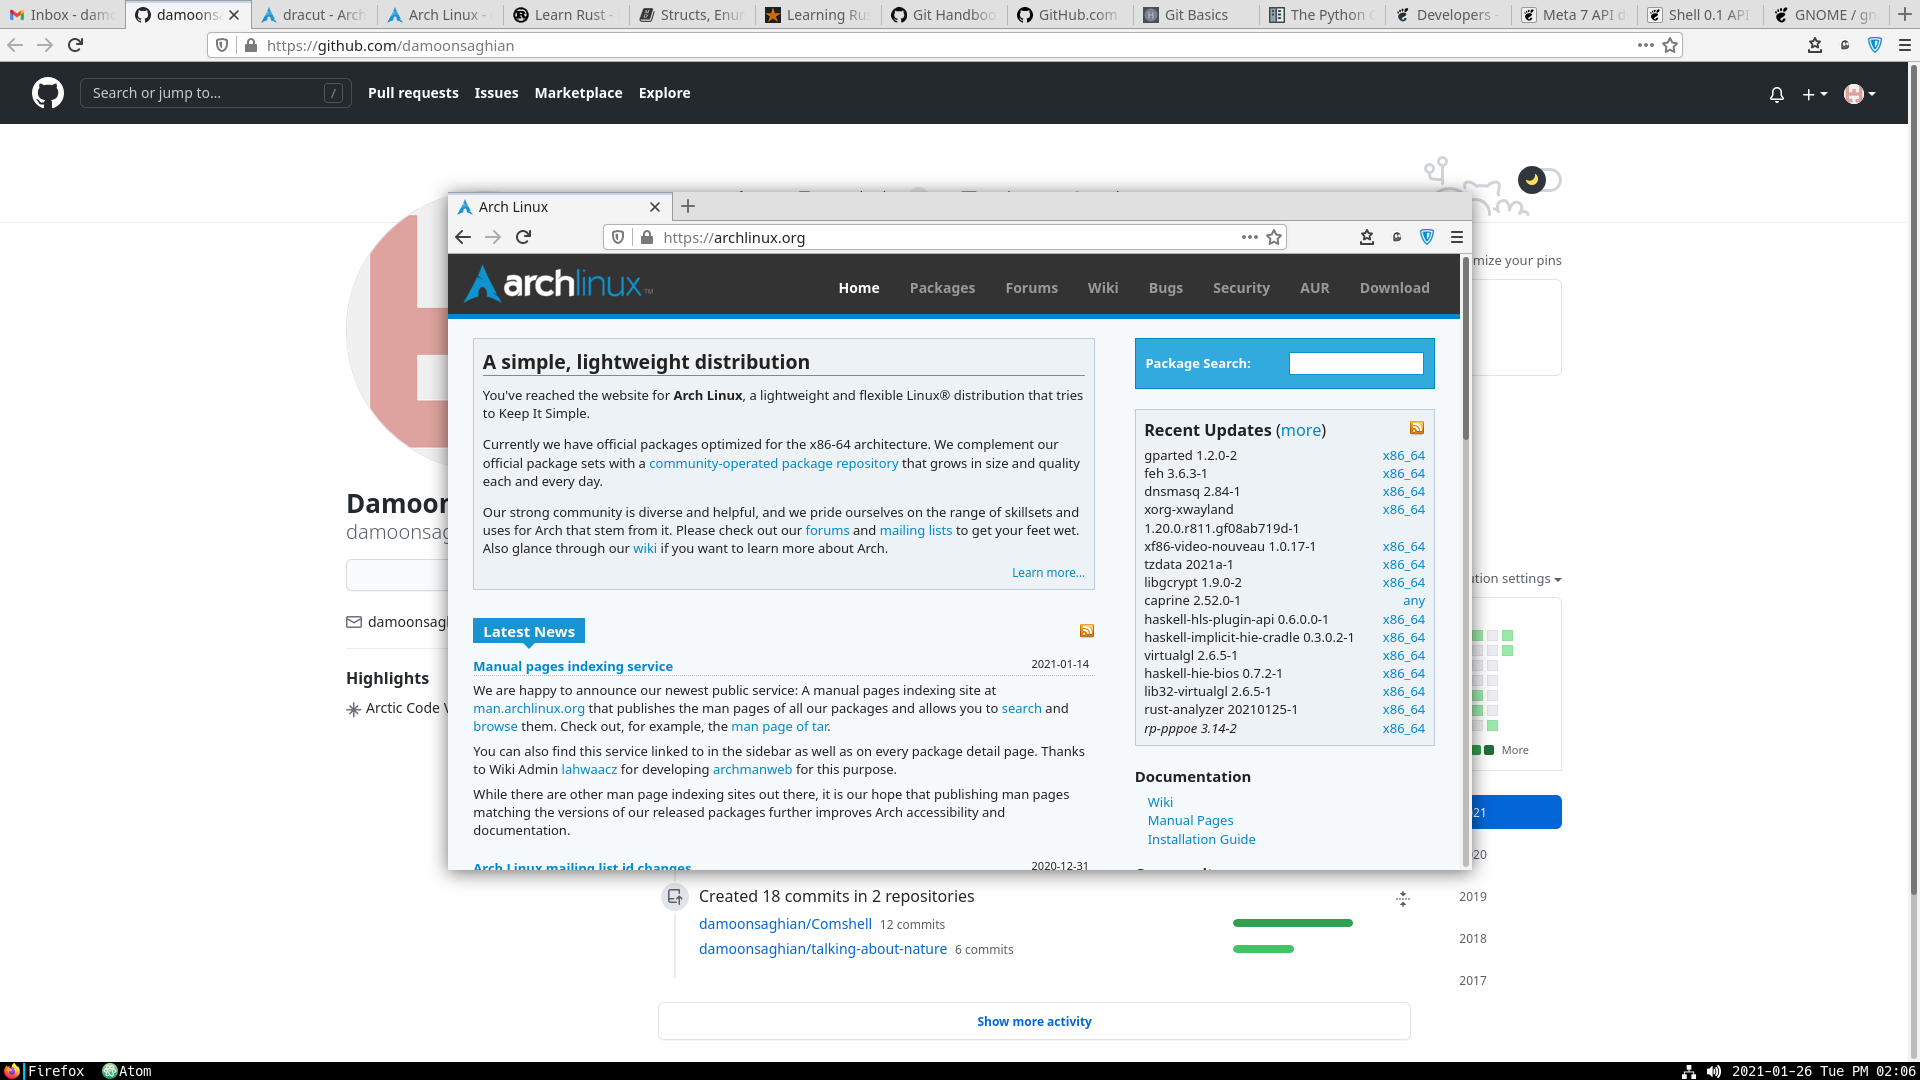 Inbox - damo
damoons
dracut - Arch
Arch Linux -
Learn Rust -
Structs, Enu
Learning Ru
Git Handboo
GitHub.com
Git Basics
The Python
Developers -
Meta 7 API d
Shell 0.1 API
GNOME / gn
https://github.com/damoonsaghian
Search or jump to...
/
Pull requests
Issues
Marketplace
Explore
mize your pins
Damoon
damoonsag
damoonsagh
Highlights
Arctic Code V
ution settings
More
21
20
2019
2018
2017
Created 18 commits in 2 repositories
damoonsaghian/Comshell 12 commits
damoonsaghian/talking-about-nature 6 commits
Show more activity
Arch Linux
https://archlinux.org
archlinux™
Home
Packages
Forums
Wiki
Bugs
Security
AUR
Download
A simple, lightweight distribution
You've reached the website for Arch Linux, a lightweight and flexible Linux® distribution that tries
to Keep It Simple.
Currently we have official packages optimized for the x86-64 architecture. We complement our
official package sets with a community-operated package repository that grows in size and quality
each and every day.
Our strong community is diverse and helpful, and we pride ourselves on the range of skillsets and
uses for Arch that stem from it. Please check out our forums and mailing lists to get your feet wet.
Also glance through our wiki if you want to learn more about Arch.
Learn more...
Latest News
Manual pages indexing service 2021-01-14
We are happy to announce our newest public service: A manual pages indexing site at
man.archlinux.org that publishes the man pages of all our packages and allows you to search and
browse them. Check out, for example, the man page of tar.
You can also find this service linked to in the sidebar as well as on every package detail page. Thanks
to Wiki Admin lahwaacz for developing archmanweb for this purpose.
While there are other man page indexing sites out there, it is our hope that publishing man pages
matching the versions of our released packages further improves Arch accessibility and
documentation.
Arch Linux mailing list id changes 2020-12-31
Package Search:
Recent Updates (more)
gparted 1.2.0-2 x86_64
feh 3.6.3-1 x86_64
dnsmasq 2.84-1 x86_64
xorg-xwayland x86_64
1.20.0.r811.gf08ab719d-1
xf86-video-nouveau 1.0.17-1 x86_64
tzdata 2021a-1 x86_64
libgcrypt 1.9.0-2 x86_64
caprine 2.52.0-1 any
haskell-hls-plugin-api 0.6.0.0-1 x86_64
haskell-implicit-hie-cradle 0.3.0.2-1 x86_64
virtualgl 2.6.5-1 x86_64
haskell-hie-bios 0.7.2-1 x86_64
lib32-virtualgl 2.6.5-1 x86_64
rust-analyzer 20210125-1 x86_64
rp-pppoe 3.14-2 x86_64
Documentation
Wiki
Manual Pages
Installation Guide
Firefox
Atom
2021-01-26 Tue PM 02:06